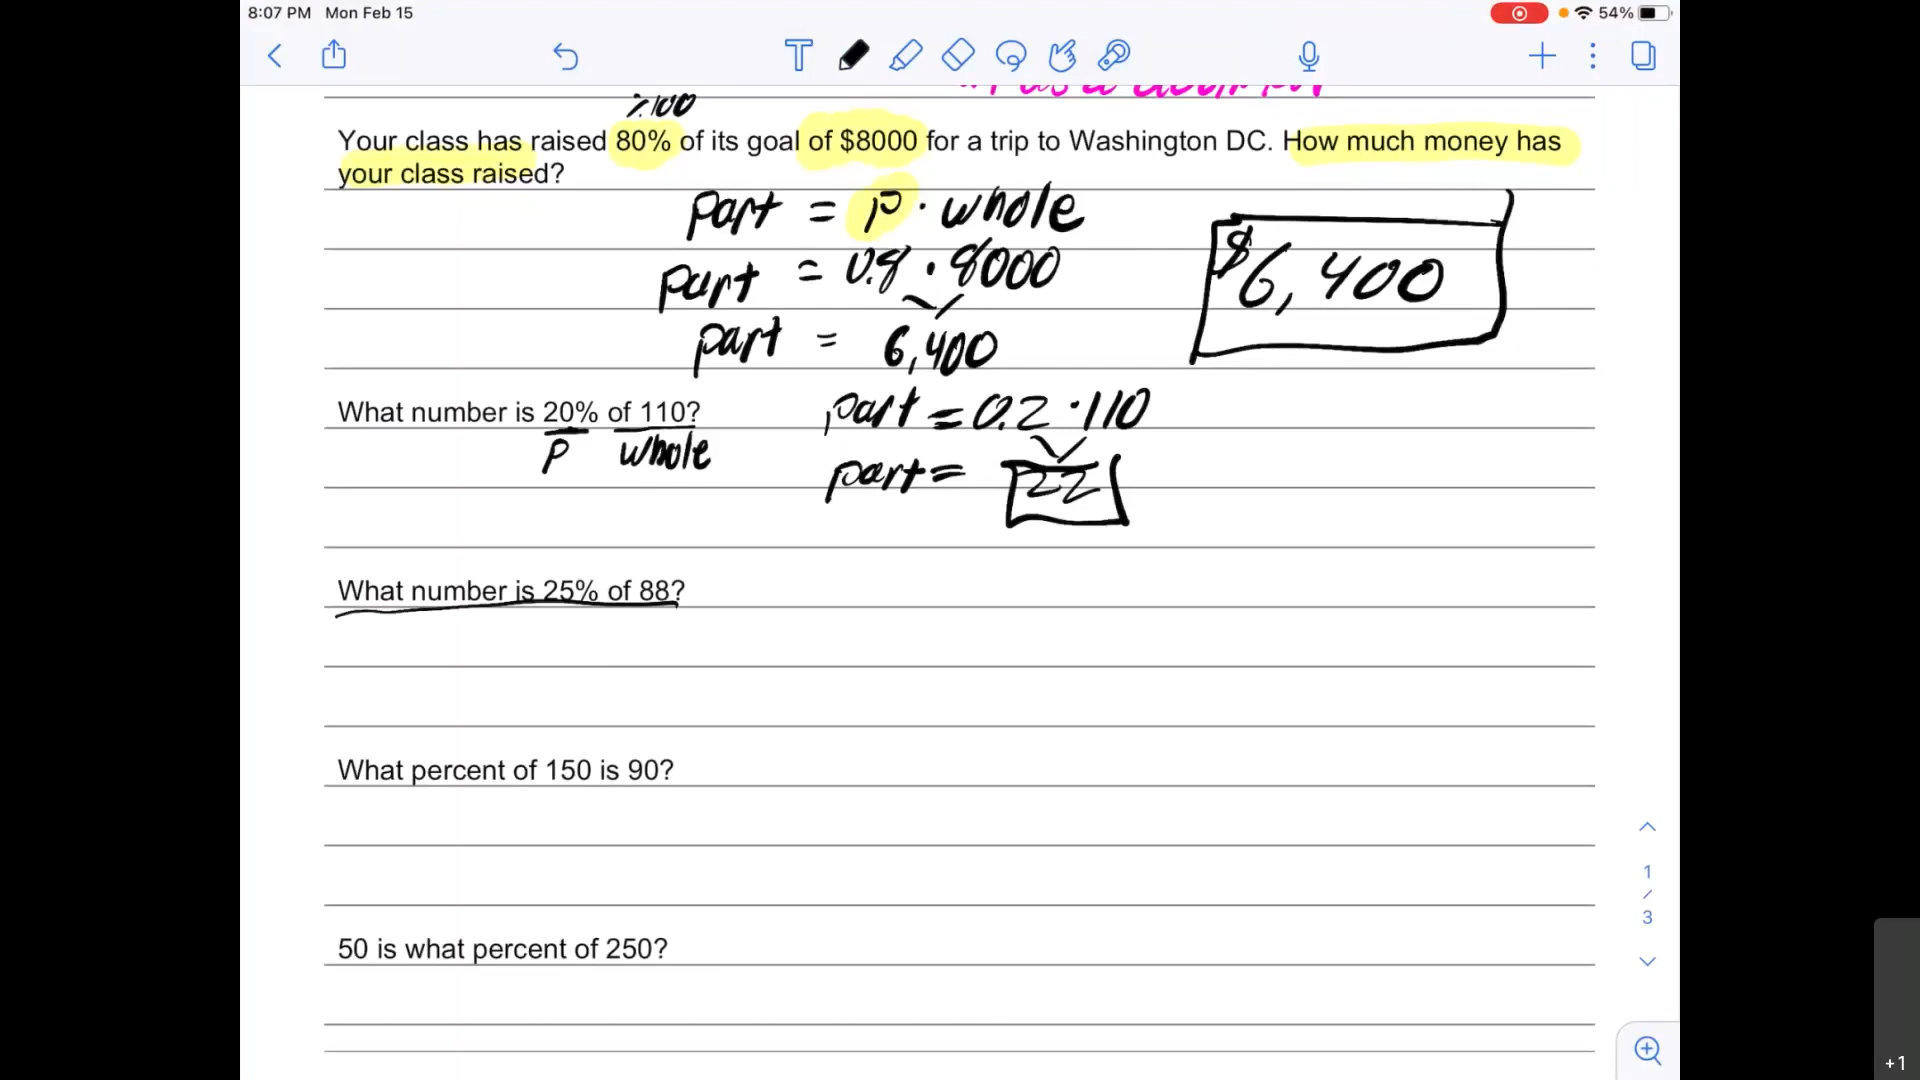 8:07 PM Mon Feb 15
54%
÷100
Your class has raised 80% of its goal of $8000 for a trip to Washington DC. How much money has
your class raised?
part = p · whole
part = 0.8 · 8000
$6,400
part = 6,400
What number is 20% of 110?
part = 0.2 · 110
p whole
part = 22
What number is 25% of 88?
What percent of 150 is 90?
1
/
3
50 is what percent of 250?
+1